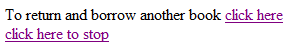 To return and borrow another book click here
click here to stop